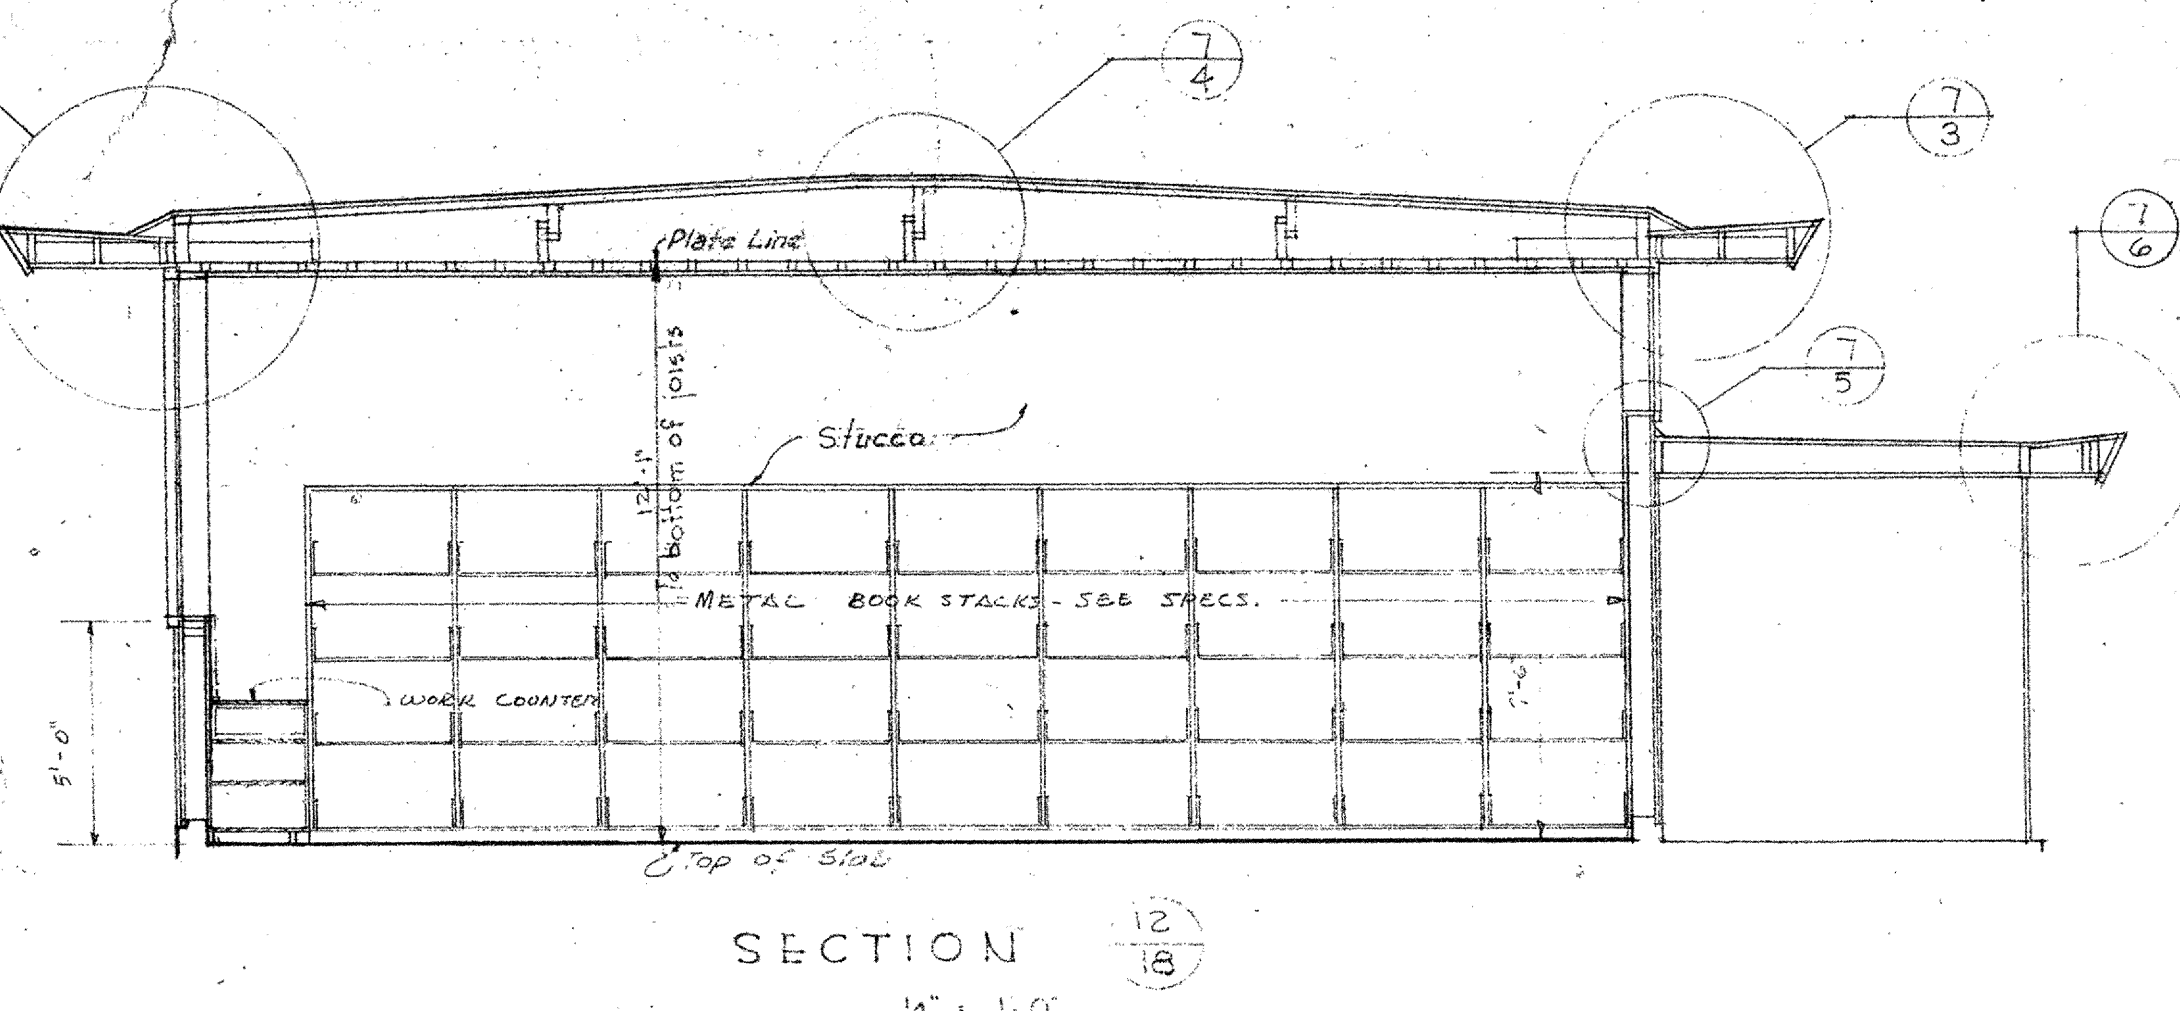 7
4
7
3
7
6
Plate Line
7
5
12'-1"
to bottom of joists
Stucco
METAL BOOK STACKS - SEE SPECS.
WORK COUNTER
5'-0"
Top of Slab
SECTION
12
18